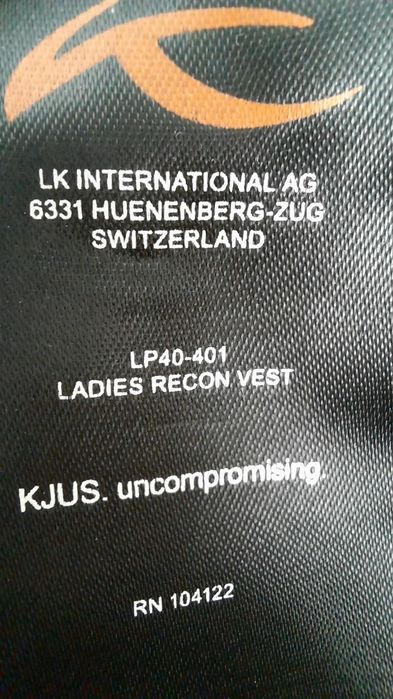 LK INTERNATIONAL AG
6331 HUENENBERG-ZUG
SWITZERLAND
LP40-401
LADIES RECON VEST
KJUS. uncompromising.
RN 104122